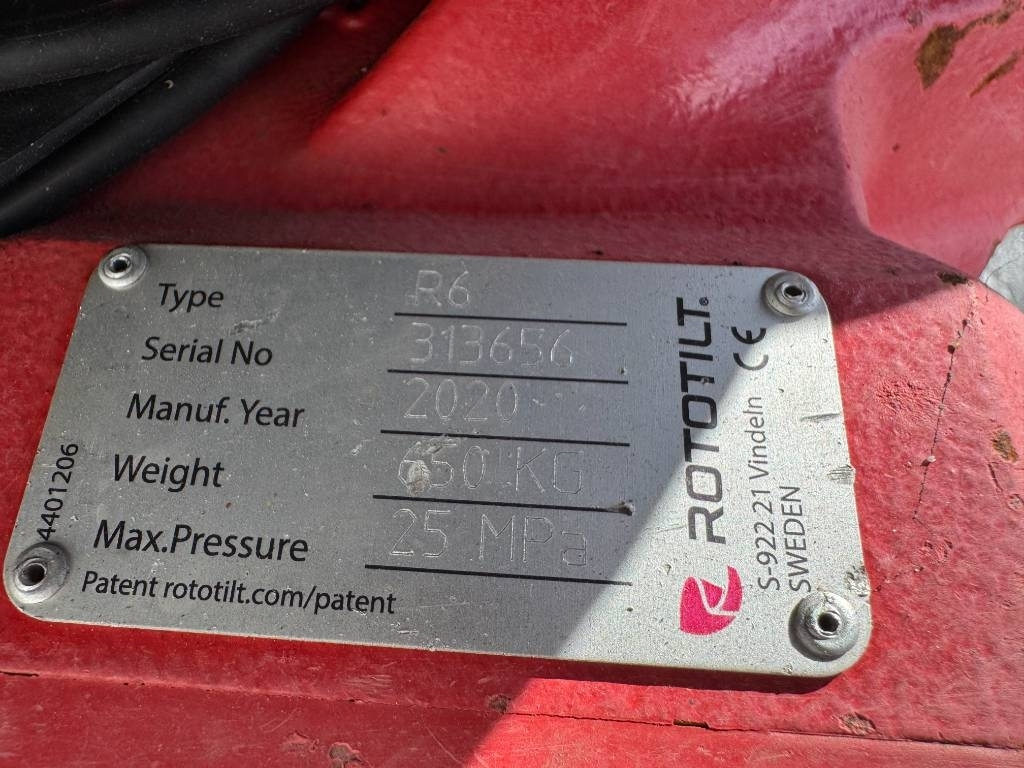 Type R6
Serial No 313656
Manuf. Year 2020
Weight 650 KG
Max.Pressure 25 MPa
Patent rototilt.com/patent
4401206
ROTOTILT®
CE
S-922 21 Vindeln
SWEDEN